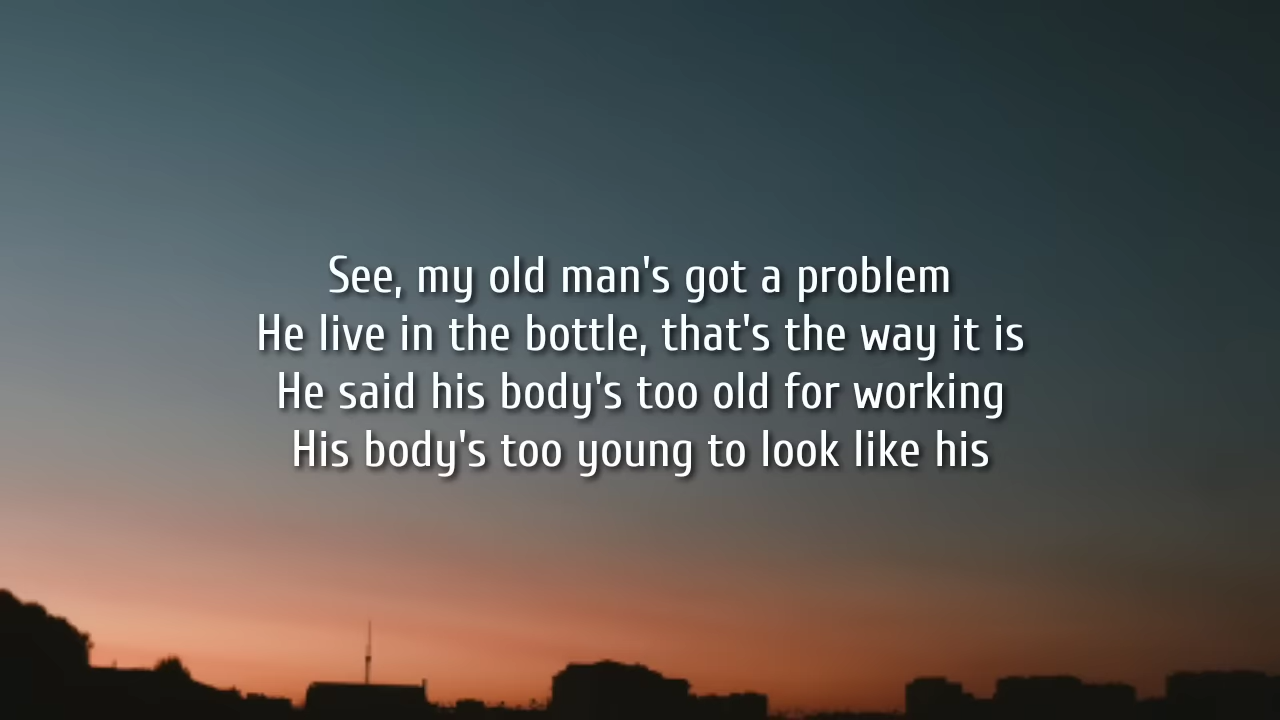 See, my old man's got a problem
He live in the bottle, that's the way it is
He said his body's too old for working
His body's too young to look like his